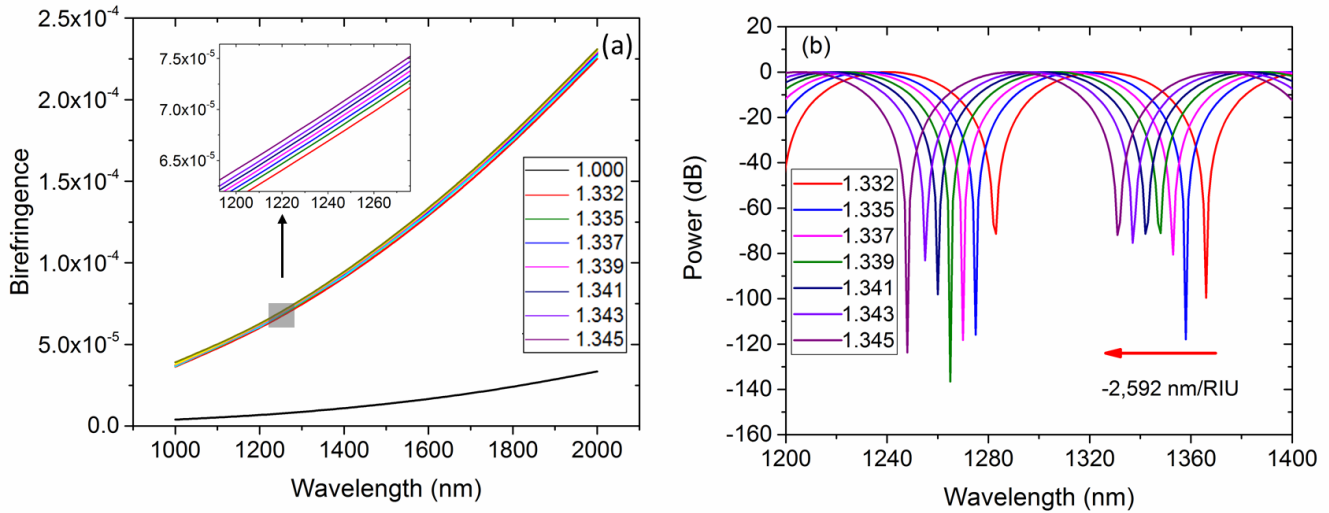 (a)
2.5x10⁻⁴
2.0x10⁻⁴
1.5x10⁻⁴
1.0x10⁻⁴
5.0x10⁻⁵
0.0
Birefringence
7.5x10⁻⁵
7.0x10⁻⁵
6.5x10⁻⁵
1200 1220 1240 1260
1.000
1.332
1.335
1.337
1.339
1.341
1.343
1.345
1000 1200 1400 1600 1800 2000
Wavelength (nm)
(b)
20
0
-20
-40
-60
-80
-100
-120
-140
-160
Power (dB)
1.332
1.335
1.337
1.339
1.341
1.343
1.345
-2,592 nm/RIU
1200 1240 1280 1320 1360 1400
Wavelength (nm)